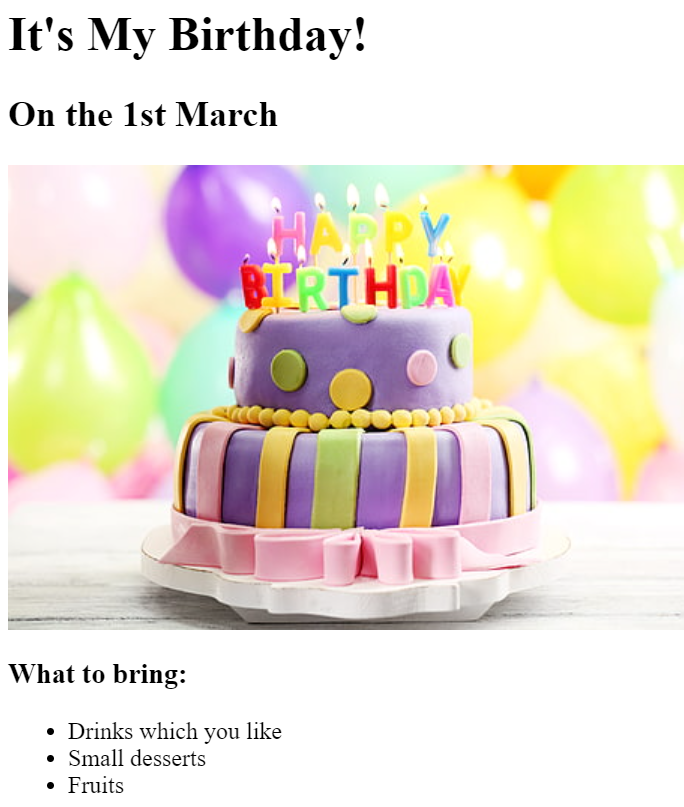 It's My Birthday!
On the 1st March
HAPPY
BIRTHDAY
What to bring:
Drinks which you like
Small desserts
Fruits